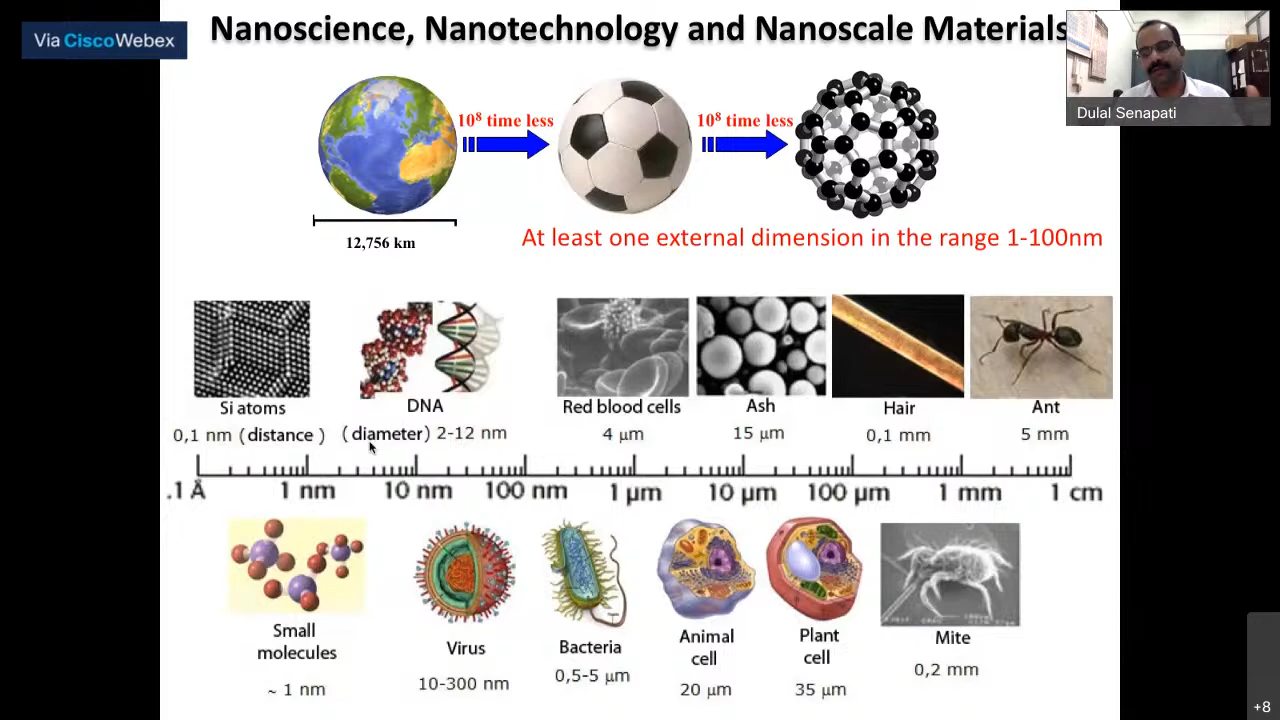 Via CiscoWebex
Nanoscience, Nanotechnology and Nanoscale Materials
Dulal Senapati
10⁸ time less
10⁸ time less
12,756 km
At least one external dimension in the range 1-100nm
Si atoms
DNA
Red blood cells
Ash
Hair
Ant
0,1 nm (distance )
(diameter) 2-12 nm
4 µm
15 µm
0,1 mm
5 mm
.1 Å
1 nm
10 nm
100 nm
1 µm
10 µm
100 µm
1 mm
1 cm
Small
molecules
~ 1 nm
Virus
10-300 nm
Bacteria
0,5-5 µm
Animal
cell
20 µm
Plant
cell
35 µm
Mite
0,2 mm
+8